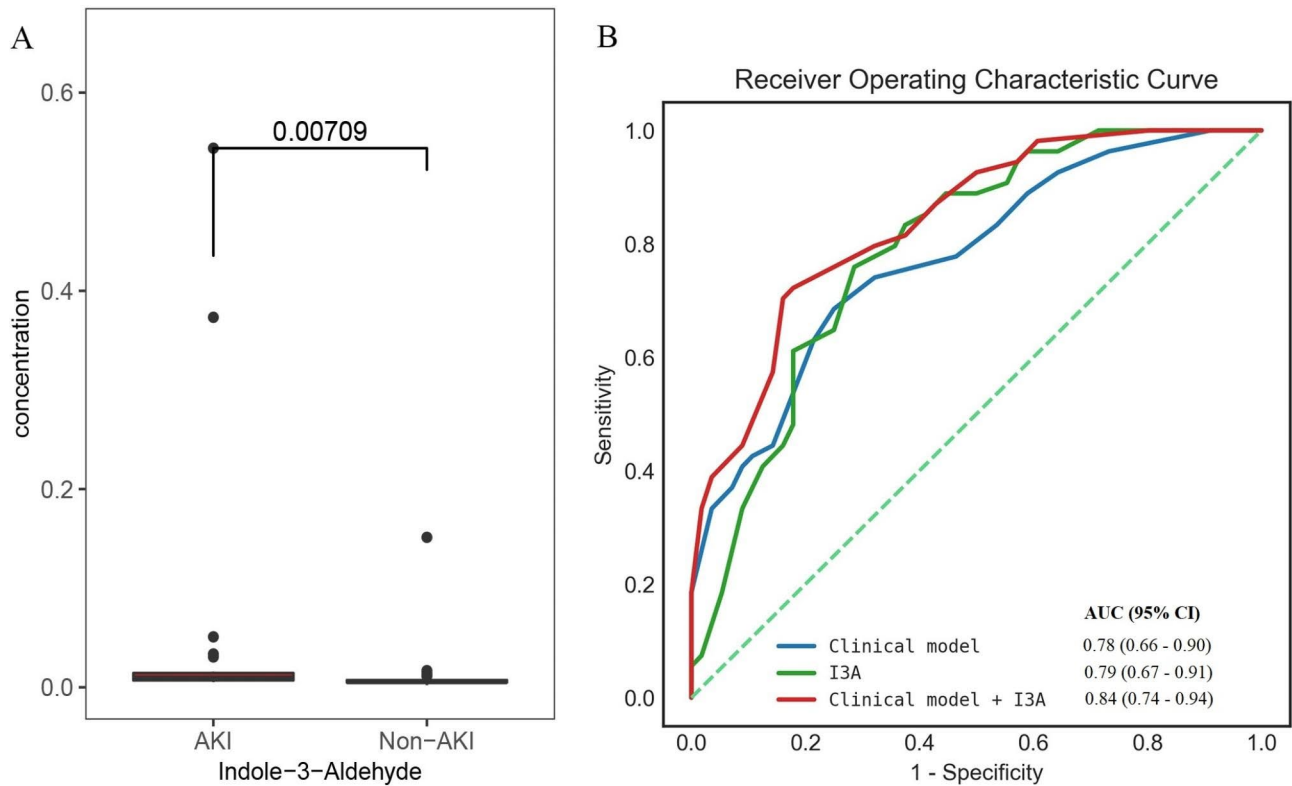 A
0.00709
0.6
0.4
0.2
0.0
concentration
AKI Non-AKI
Indole-3-Aldehyde
B
Receiver Operating Characteristic Curve
1.0
0.8
0.6
0.4
0.2
0.0
Sensitivity
AUC (95% CI)
Clinical model 0.78 (0.66 - 0.90)
I3A 0.79 (0.67 - 0.91)
Clinical model + I3A 0.84 (0.74 - 0.94)
0.0 0.2 0.4 0.6 0.8 1.0
1 - Specificity